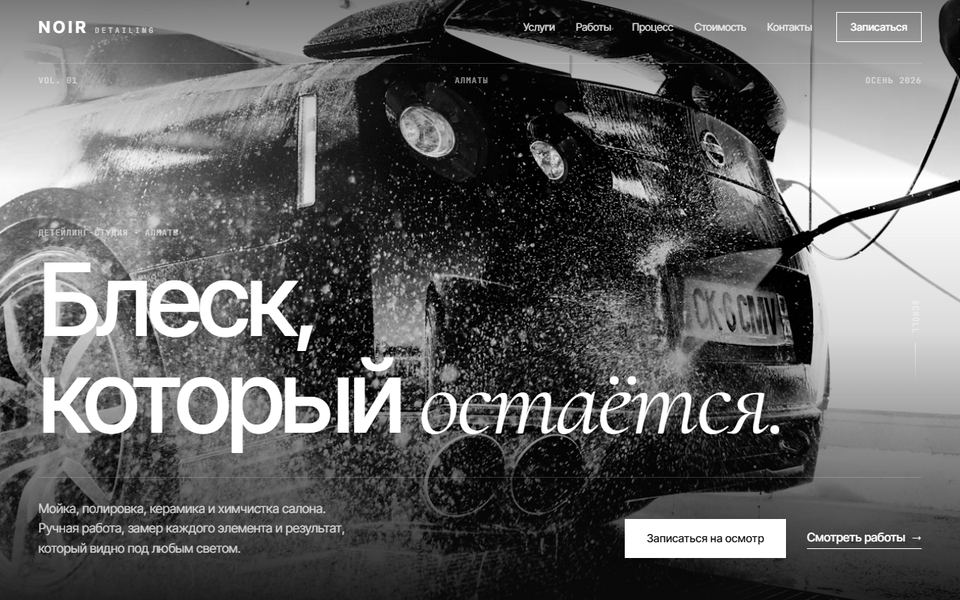 NOIR DETAILING
Услуги Работы Процесс Стоимость Контакты Записаться
VOL. 01 АЛМАТЫ ОСЕНЬ 2026
ДЕТЕЙЛИНГ-СТУДИЯ · АЛМАТЫ
Блеск,
который остаётся.
SCROLL
Мойка, полировка, керамика и химчистка салона.
Ручная работа, замер каждого элемента и результат,
который видно под любым светом.
Записаться на осмотр
Смотреть работы →